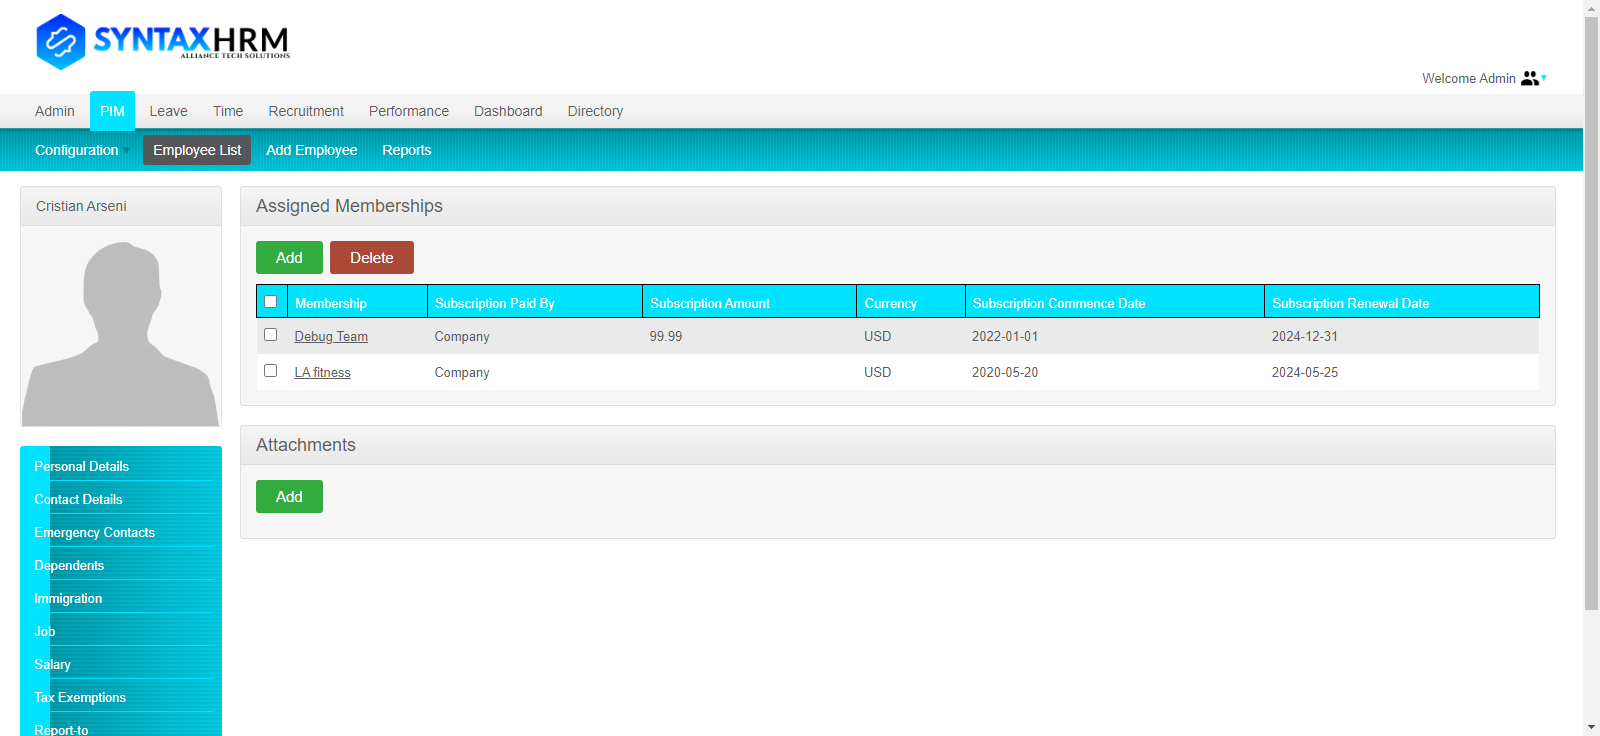 SYNTAXHRM
ALLIANCE TECH SOLUTIONS
Welcome Admin
Admin PIM Leave Time Recruitment Performance Dashboard Directory
Configuration Employee List Add Employee Reports
Cristian Arseni
Assigned Memberships
Add Delete
Membership Subscription Paid By Subscription Amount Currency Subscription Commence Date Subscription Renewal Date
Debug Team Company 99.99 USD 2022-01-01 2024-12-31
LA fitness Company USD 2020-05-20 2024-05-25
Attachments
Add
Personal Details
Contact Details
Emergency Contacts
Dependents
Immigration
Job
Salary
Tax Exemptions
Report-to